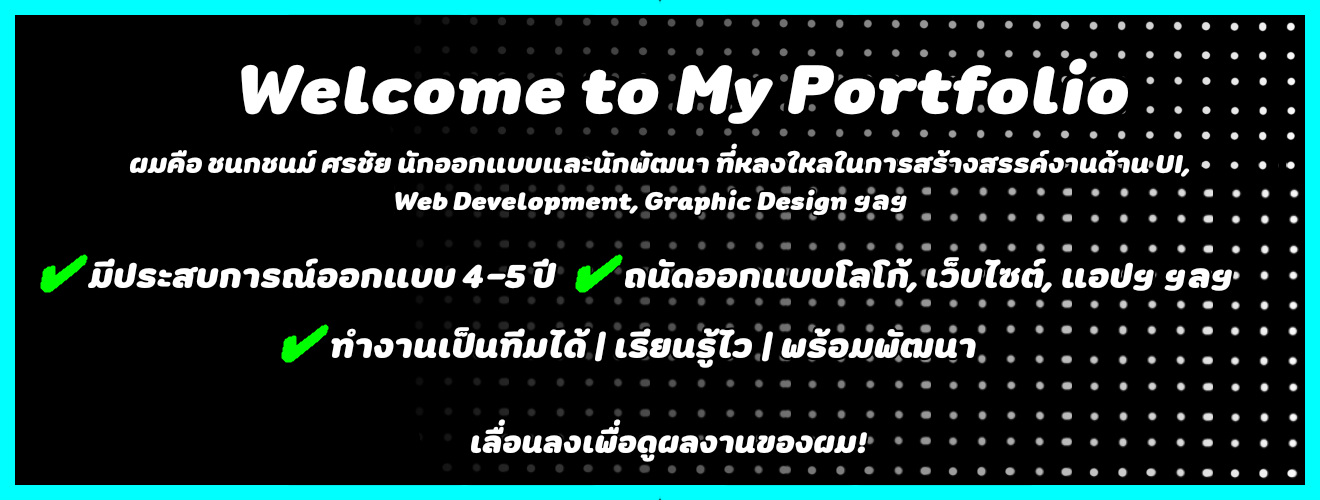 Welcome to My Portfolio
ผมคือ ชนกชนม์ ศรชัย นักออกแบบและนักพัฒนา ที่หลงใหลในการสร้างสรรค์งานด้าน UI,
Web Development, Graphic Design ฯลฯ
✔มีประสบการณ์ออกแบบ 4-5 ปี ✔ถนัดออกแบบโลโก้, เว็บไซต์, แอปฯ ฯลฯ
✔ทำงานเป็นทีมได้ | เรียนรู้ไว | พร้อมพัฒนา
เลื่อนลงเพื่อดูผลงานของผม!